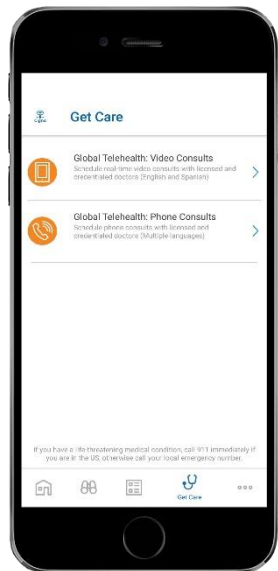 Cigna
Get Care
Global Telehealth: Video Consults
Schedule real-time video consults with licensed and
credentialed doctors (English and Spanish)
Global Telehealth: Phone Consults
Schedule phone consults with licensed and
credentialed doctors (Multiple languages)
If you have a life threatening medical condition, call 911 immediately if
you are in the US, otherwise call your local emergency number.
Get Care